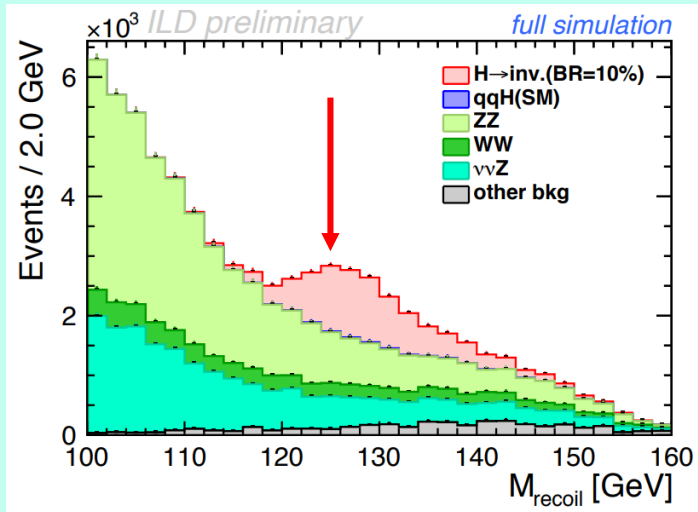 ×10³ ILD preliminary full simulation
Events / 2.0 GeV
6
4
2
0
H→inv.(BR=10%)
qqH(SM)
ZZ
WW
ννZ
other bkg
100 110 120 130 140 150 160
M_recoil [GeV]